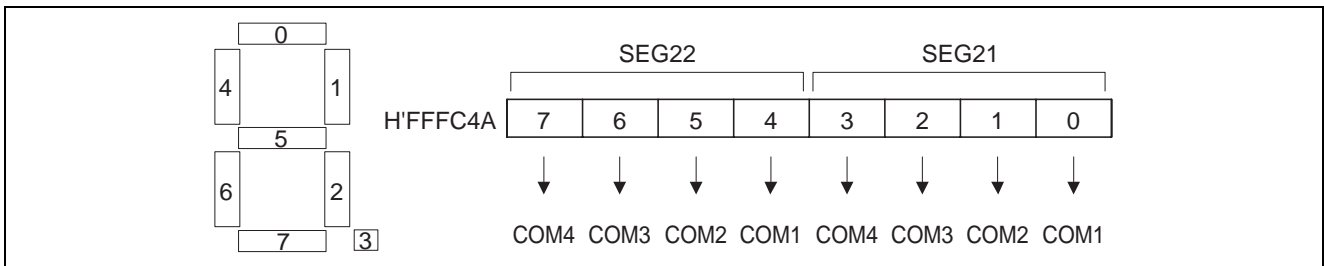 0
4 1
5
6 2
7 3
SEG22 SEG21
H'FFFC4A 7 6 5 4 3 2 1 0
COM4 COM3 COM2 COM1 COM4 COM3 COM2 COM1